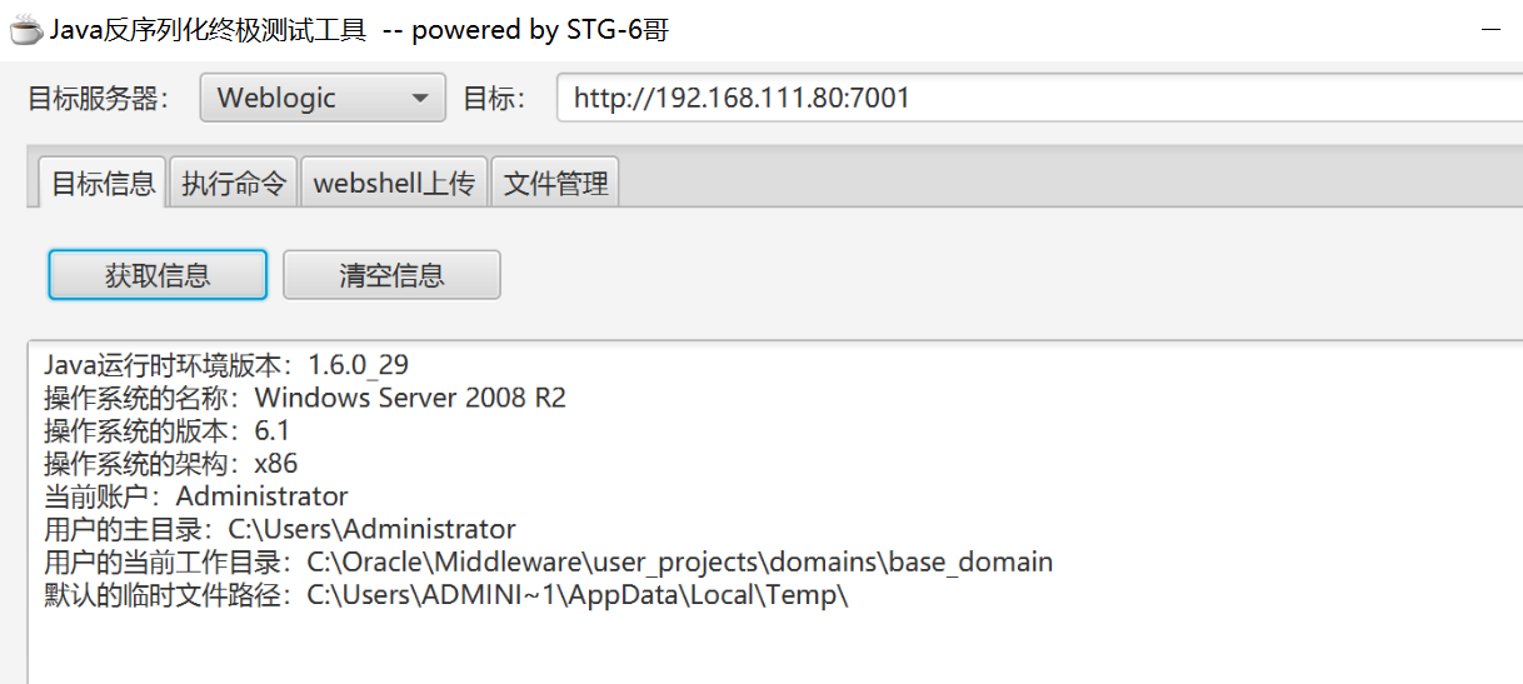 Java反序列化终极测试工具 -- powered by STG-6哥
目标服务器： Weblogic 目标： http://192.168.111.80:7001
目标信息 执行命令 webshell上传 文件管理
获取信息 清空信息
Java运行时环境版本：1.6.0_29
操作系统的名称：Windows Server 2008 R2
操作系统的版本：6.1
操作系统的架构：x86
当前账户：Administrator
用户的主目录：C:\Users\Administrator
用户的当前工作目录：C:\Oracle\Middleware\user_projects\domains\base_domain
默认的临时文件路径：C:\Users\ADMINI~1\AppData\Local\Temp\